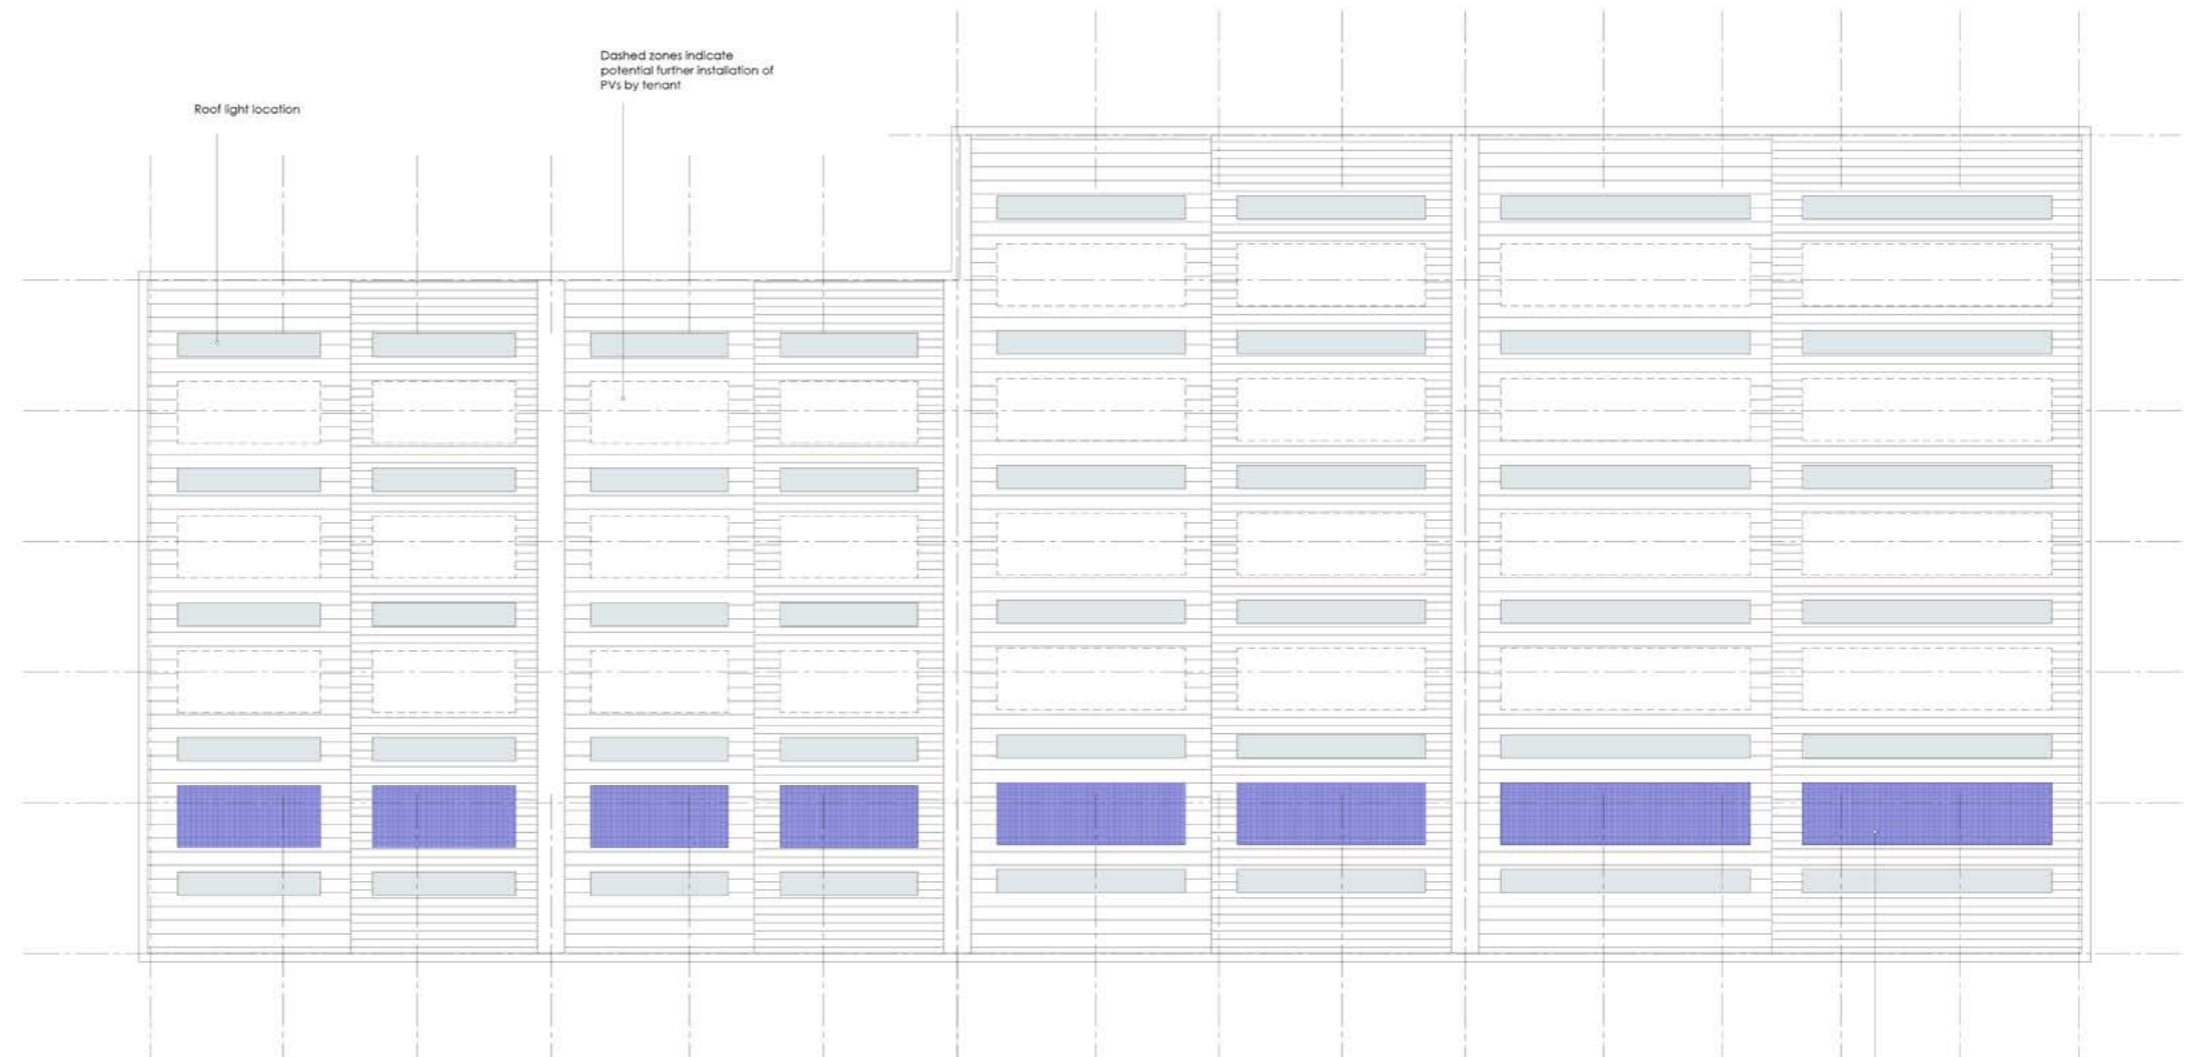 Dashed zones indicate
potential further installation of
PVs by tenant
Roof light location